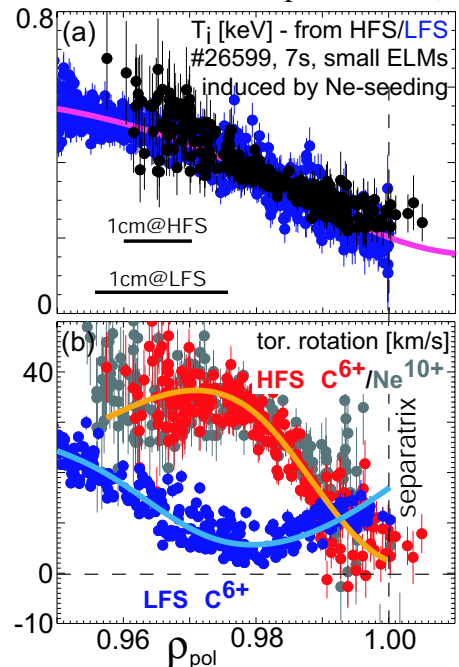 0.8
(a) T_i [keV] - from HFS/LFS
#26599, 7s, small ELMs
induced by Ne-seeding
1cm@HFS
1cm@LFS
0
(b) tor. rotation [km/s]
40
HFS C^6+/Ne^10+
separatrix
0
LFS C^6+
-10
0.96 0.98 1.00
ρ_pol